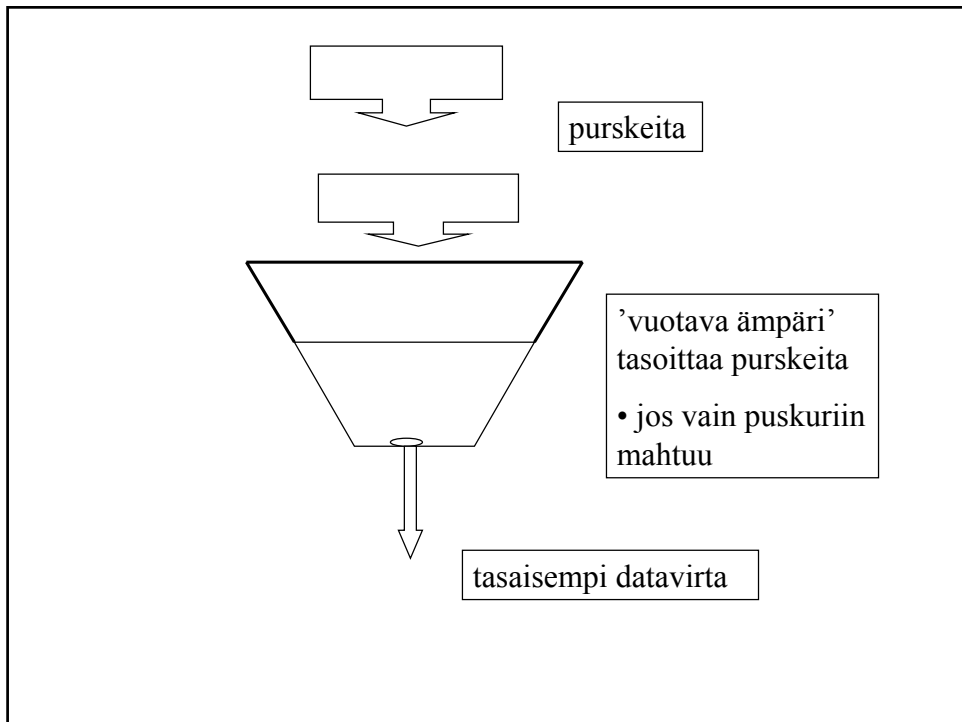 purskeita
’vuotava ämpäri’
tasoittaa purskeita
• jos vain puskuriin
mahtuu
tasaisempi datavirta